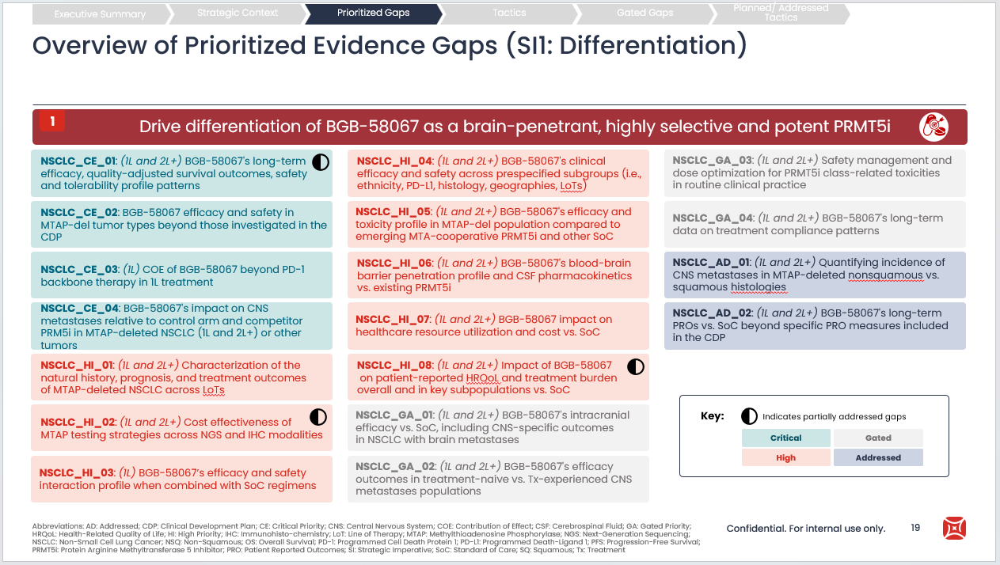 Executive Summary
Strategic Context
Prioritized Gaps
Tactics
Gated Gaps
Planned/ Addressed
Tactics
Overview of Prioritized Evidence Gaps (SI1: Differentiation)
1
Drive differentiation of BGB-58067 as a brain-penetrant, highly selective and potent PRMT5i
NSCLC_CE_01: (1L and 2L+) BGB-58067's long-term
efficacy, quality-adjusted survival outcomes, safety
and tolerability profile patterns
NSCLC_CE_02: BGB-58067 efficacy and safety in
MTAP-del tumor types beyond those investigated in the
CDP
NSCLC_CE_03: (1L) COE of BGB-58067 beyond PD-1
backbone therapy in 1L treatment
NSCLC_CE_04: BGB-58067's impact on CNS
metastases relative to control arm and competitor
PRM5i in MTAP-deleted NSCLC (1L and 2L+) or other
tumors
NSCLC_HI_01: (1L and 2L+) Characterization of the
natural history, prognosis, and treatment outcomes
of MTAP-deleted NSCLC across LoTs
NSCLC_HI_02: (1L and 2L+) Cost effectiveness of
MTAP testing strategies across NGS and IHC modalities
NSCLC_HI_03: (1L) BGB-58067's efficacy and safety
interaction profile when combined with SoC regimens
NSCLC_HI_04: (1L and 2L+) BGB-58067's clinical
efficacy and safety across prespecified subgroups (i.e.,
ethnicity, PD-L1, histology, geographies, LoTs)
NSCLC_HI_05: (1L and 2L+) BGB-58067's efficacy and
toxicity profile in MTAP-del population compared to
emerging MTA-cooperative PRMT5i and other SoC
NSCLC_HI_06: (1L and 2L+) BGB-58067's blood-brain
barrier penetration profile and CSF pharmacokinetics
vs. existing PRMT5i
NSCLC_HI_07: (1L and 2L+) BGB-58067 impact on
healthcare resource utilization and cost vs. SoC
NSCLC_HI_08: (1L and 2L+) Impact of BGB-58067
on patient-reported HRQoL and treatment burden
overall and in key subpopulations vs. SoC
NSCLC_GA_01: (1L and 2L+) BGB-58067's intracranial
efficacy vs. SoC, including CNS-specific outcomes
in NSCLC with brain metastases
NSCLC_GA_02: (1L and 2L+) BGB-58067's efficacy
outcomes in treatment-naive vs. Tx-experienced CNS
metastases populations
NSCLC_GA_03: (1L and 2L+) Safety management and
dose optimization for PRMT5i class-related toxicities
in routine clinical practice
NSCLC_GA_04: (1L and 2L+) BGB-58067's long-term
data on treatment compliance patterns
NSCLC_AD_01: (1L and 2L+) Quantifying incidence of
CNS metastases in MTAP-deleted nonsquamous vs.
squamous histologies
NSCLC_AD_02: (1L and 2L+) BGB-58067's long-term
PROs vs. SoC beyond specific PRO measures included
in the CDP
Key:
Indicates partially addressed gaps
Critical
Gated
High
Addressed
Abbreviations: AD: Addressed; CDP: Clinical Development Plan; CE: Critical Priority; CNS: Central Nervous System; COE: Contribution of Effect; CSF: Cerebrospinal Fluid; GA: Gated Priority;
HRQoL: Health-Related Quality of Life; HI: High Priority; IHC: Immunohisto-chemistry; LoT: Line of Therapy; MTAP: Methylthioadenosine Phosphorylase; NGS: Next-Generation Sequencing;
NSCLC: Non-Small Cell Lung Cancer; NSQ: Non-Squamous; OS: Overall Survival; PD-1: Programmed Cell Death Protein 1; PD-L1: Programmed Death-Ligand 1; PFS: Progression-Free Survival;
PRMT5i: Protein Arginine Methyltransferase 5 Inhibitor; PRO: Patient Reported Outcomes; SI: Strategic Imperative; SoC: Standard of Care; SQ: Squamous; Tx: Treatment
Confidential. For internal use only.
19